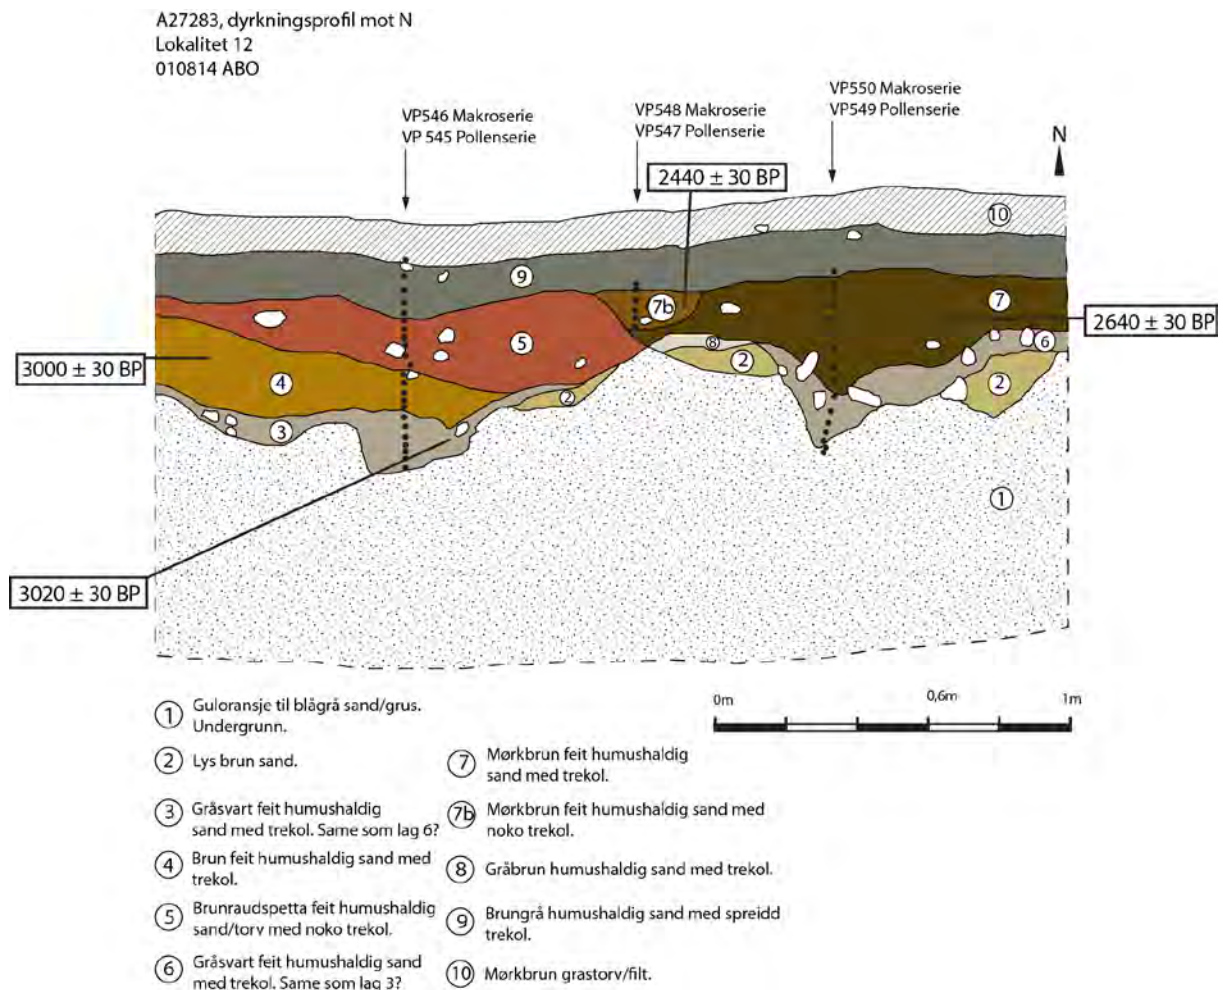 A27283, dyrkningsprofil mot N
Lokalitet 12
010814 ABO
VP546 Makroserie
VP 545 Pollenserie
VP548 Makroserie
VP547 Pollenserie
VP550 Makroserie
VP549 Pollenserie
N
2440 ± 30 BP
10
9
7b
7
2640 ± 30 BP
5
8
6
3000 ± 30 BP
4
2
2
2
3
1
3020 ± 30 BP
0m
0,6m
1m
1 Guloransje til blågrå sand/grus.
Undergrunn.
2 Lys brun sand.
3 Gråsvart feit humushaldig
sand med trekol. Same som lag 6?
4 Brun feit humushaldig sand med
trekol.
5 Brunraudspetta feit humushaldig
sand/torv med noko trekol.
6 Gråsvart feit humushaldig sand
med trekol. Same som lag 3?
7 Mørkbrun feit humushaldig
sand med trekol.
7b Mørkbrun feit humushaldig sand med
noko trekol.
8 Gråbrun humushaldig sand med trekol.
9 Brungrå humushaldig sand med spreidd
trekol.
10 Mørkbrun grastorv/filt.